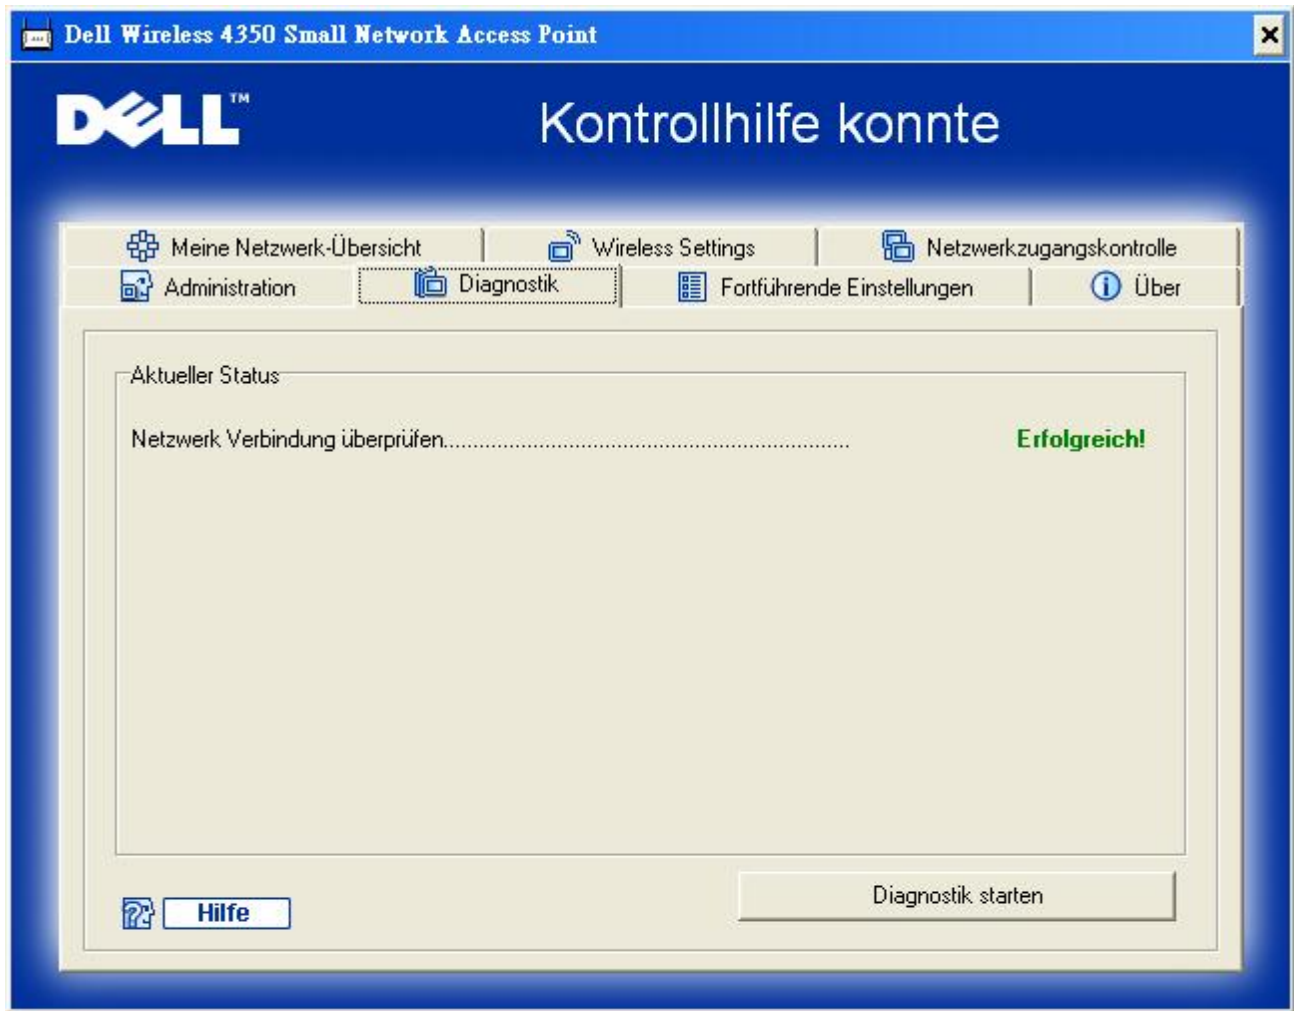 Dell Wireless 4350 Small Network Access Point
DELL™
Kontrollhilfe konnte
Meine Netzwerk-Übersicht
Wireless Settings
Netzwerkzugangskontrolle
Administration
Diagnostik
Fortführende Einstellungen
Über
Aktueller Status
Netzwerk Verbindung überprüfen.................................................................... Erfolgreich!
Hilfe
Diagnostik starten